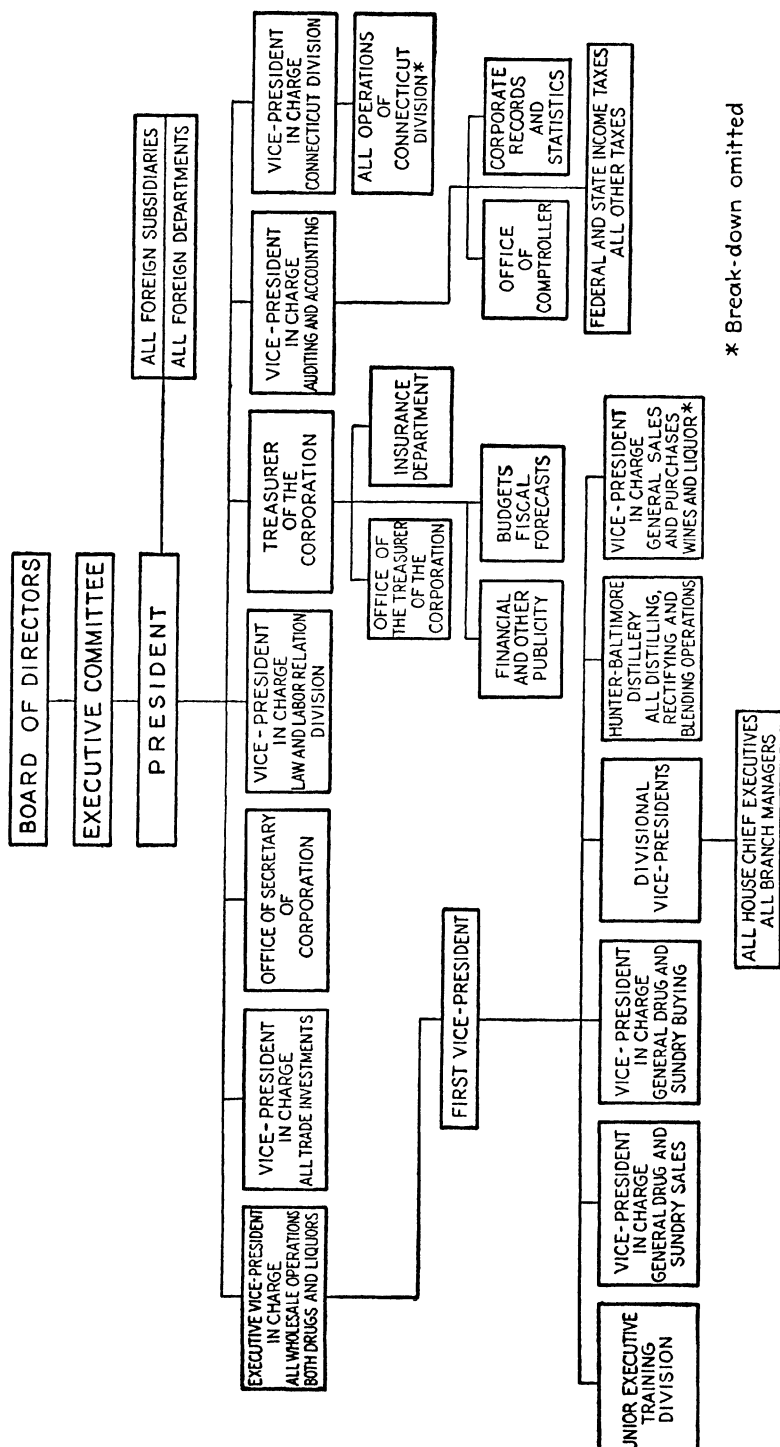 BOARD OF DIRECTORS
EXECUTIVE COMMITTEE
PRESIDENT
ALL FOREIGN SUBSIDIARIES
ALL FOREIGN DEPARTMENTS
EXECUTIVE VICE-PRESIDENT
IN CHARGE
ALL WHOLESALE OPERATIONS
BOTH DRUGS AND LIQUORS
VICE-PRESIDENT
IN CHARGE
ALL TRADE INVESTMENTS
OFFICE OF SECRETARY
OF
CORPORATION
VICE-PRESIDENT
IN CHARGE
LAW AND LABOR RELATION
DIVISION
TREASURER
OF THE
CORPORATION
VICE-PRESIDENT
IN CHARGE
AUDITING AND ACCOUNTING
VICE-PRESIDENT
IN CHARGE
CONNECTICUT DIVISION
ALL OPERATIONS
OF
CONNECTICUT
DIVISION*
OFFICE OF
THE TREASURER
OF THE
CORPORATION
INSURANCE
DEPARTMENT
FINANCIAL
AND OTHER
PUBLICITY
BUDGETS
FISCAL
FORECASTS
OFFICE
OF
COMPTROLLER
CORPORATE
RECORDS
AND
STATISTICS
FEDERAL AND STATE INCOME TAXES
ALL OTHER TAXES
FIRST VICE-PRESIDENT
UNIOR EXECUTIVE
TRAINING
DIVISION
VICE-PRESIDENT
IN CHARGE
GENERAL DRUG AND
SUNDRY SALES
VICE-PRESIDENT
IN CHARGE
GENERAL DRUG AND
SUNDRY BUYING
DIVISIONAL
VICE-PRESIDENTS
HUNTER-BALTIMORE
DISTILLERY
ALL DISTILLING,
RECTIFYING AND
BLENDING OPERATIONS
VICE-PRESIDENT
IN CHARGE
GENERAL SALES
AND PURCHASES
WINES AND LIQUOR*
ALL HOUSE CHIEF EXECUTIVES
ALL BRANCH MANAGERS
* Break-down omitted